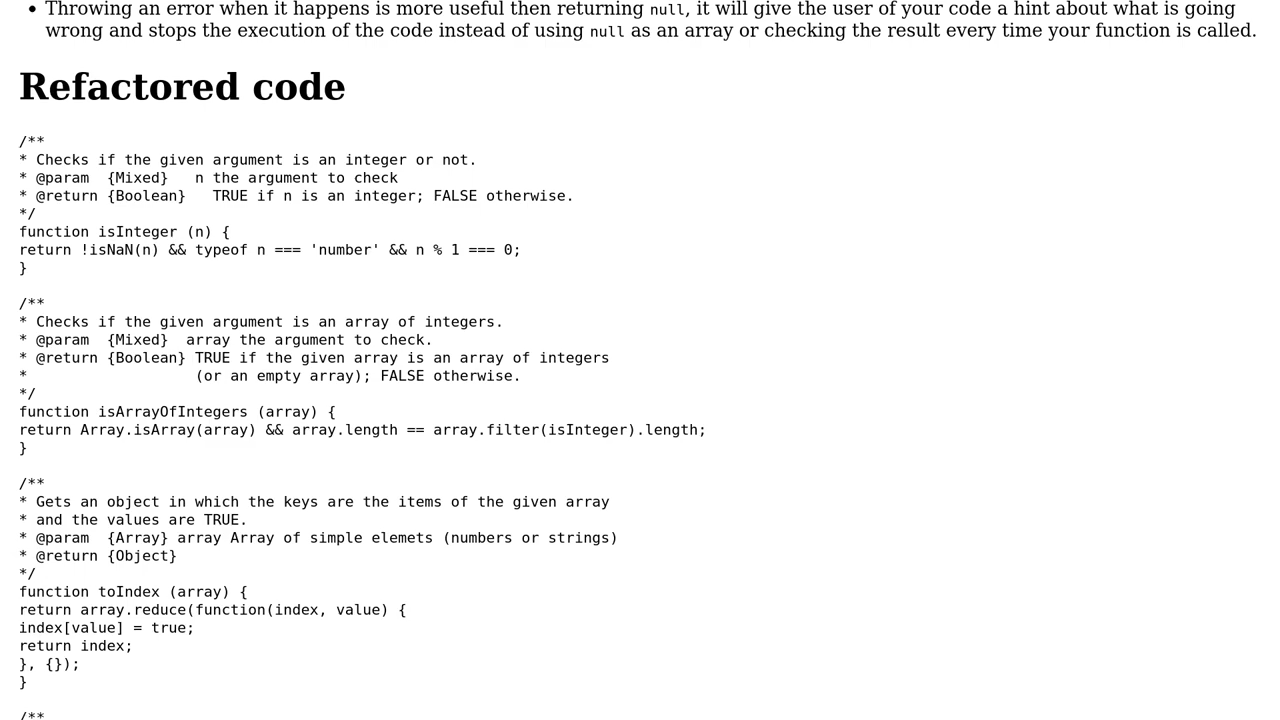 • Throwing an error when it happens is more useful then returning null, it will give the user of your code a hint about what is going
wrong and stops the execution of the code instead of using null as an array or checking the result every time your function is called.
Refactored code
/**
* Checks if the given argument is an integer or not.
* @param  {Mixed}   n the argument to check
* @return {Boolean}   TRUE if n is an integer; FALSE otherwise.
*/
function isInteger (n) {
return !isNaN(n) && typeof n === 'number' && n % 1 === 0;
}
/**
* Checks if the given argument is an array of integers.
* @param  {Mixed}  array the argument to check.
* @return {Boolean} TRUE if the given array is an array of integers
*                   (or an empty array); FALSE otherwise.
*/
function isArrayOfIntegers (array) {
return Array.isArray(array) && array.length == array.filter(isInteger).length;
}
/**
* Gets an object in which the keys are the items of the given array
* and the values are TRUE.
* @param  {Array} array Array of simple elemets (numbers or strings)
* @return {Object}
*/
function toIndex (array) {
return array.reduce(function(index, value) {
index[value] = true;
return index;
}, {});
}
/**